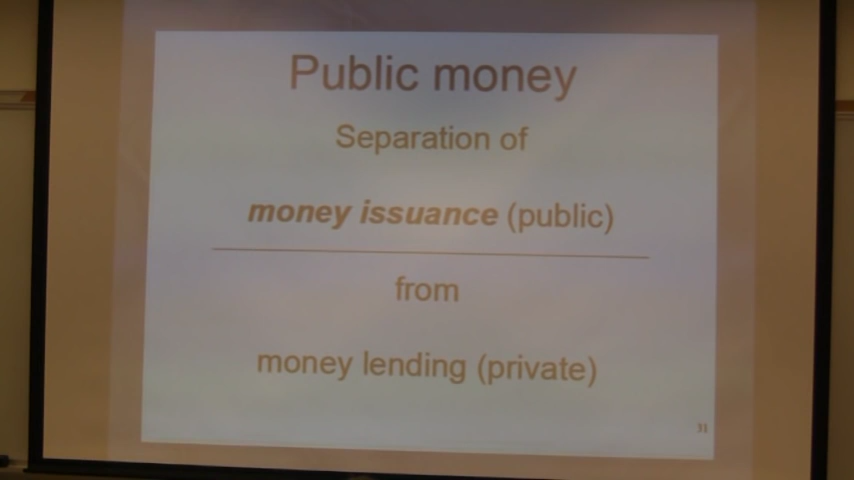 Public money
Separation of
money issuance (public)
from
money lending (private)
31